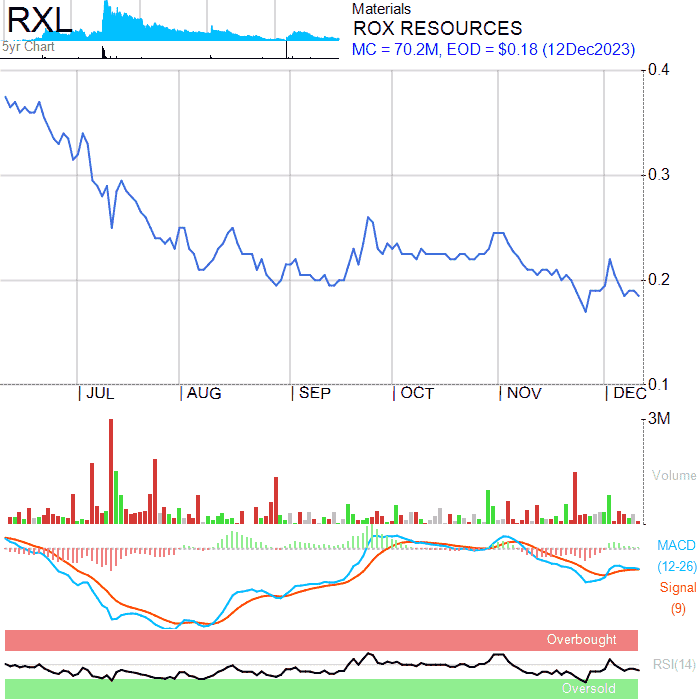 RXL
5yr Chart
Materials
ROX RESOURCES
MC = 70.2M, EOD = $0.18 (12Dec2023)
0.4
0.3
0.2
0.1
JUL
AUG
SEP
OCT
NOV
DEC
3M
Volume
MACD
(12-26)
Signal
(9)
Overbought
RSI(14)
Oversold